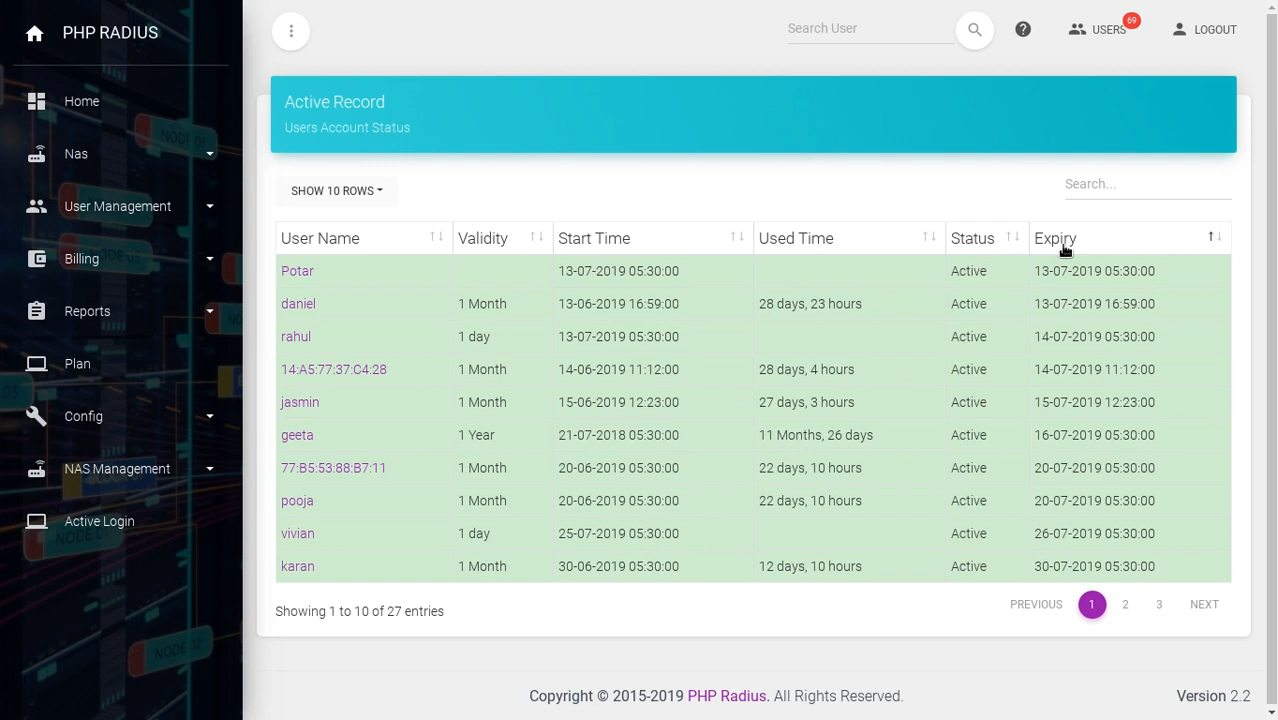 PHP RADIUS
Search User
USERS 69
LOGOUT
Home
Nas
User Management
Billing
Reports
Plan
Config
NAS Management
Active Login
NODE 01
NODE 02
Active Record
Users Account Status
SHOW 10 ROWS
Search...
User Name Validity Start Time Used Time Status Expiry
Potar 13-07-2019 05:30:00 Active 13-07-2019 05:30:00
daniel 1 Month 13-06-2019 16:59:00 28 days, 23 hours Active 13-07-2019 16:59:00
rahul 1 day 13-07-2019 05:30:00 Active 14-07-2019 05:30:00
14:A5:77:37:C4:28 1 Month 14-06-2019 11:12:00 28 days, 4 hours Active 14-07-2019 11:12:00
jasmin 1 Month 15-06-2019 12:23:00 27 days, 3 hours Active 15-07-2019 12:23:00
geeta 1 Year 21-07-2018 05:30:00 11 Months, 26 days Active 16-07-2019 05:30:00
77:B5:53:88:B7:11 1 Month 20-06-2019 05:30:00 22 days, 10 hours Active 20-07-2019 05:30:00
pooja 1 Month 20-06-2019 05:30:00 22 days, 10 hours Active 20-07-2019 05:30:00
vivian 1 day 25-07-2019 05:30:00 Active 26-07-2019 05:30:00
karan 1 Month 30-06-2019 05:30:00 12 days, 10 hours Active 30-07-2019 05:30:00
Showing 1 to 10 of 27 entries
PREVIOUS 1 2 3 NEXT
Copyright © 2015-2019 PHP Radius. All Rights Reserved.
Version 2.2